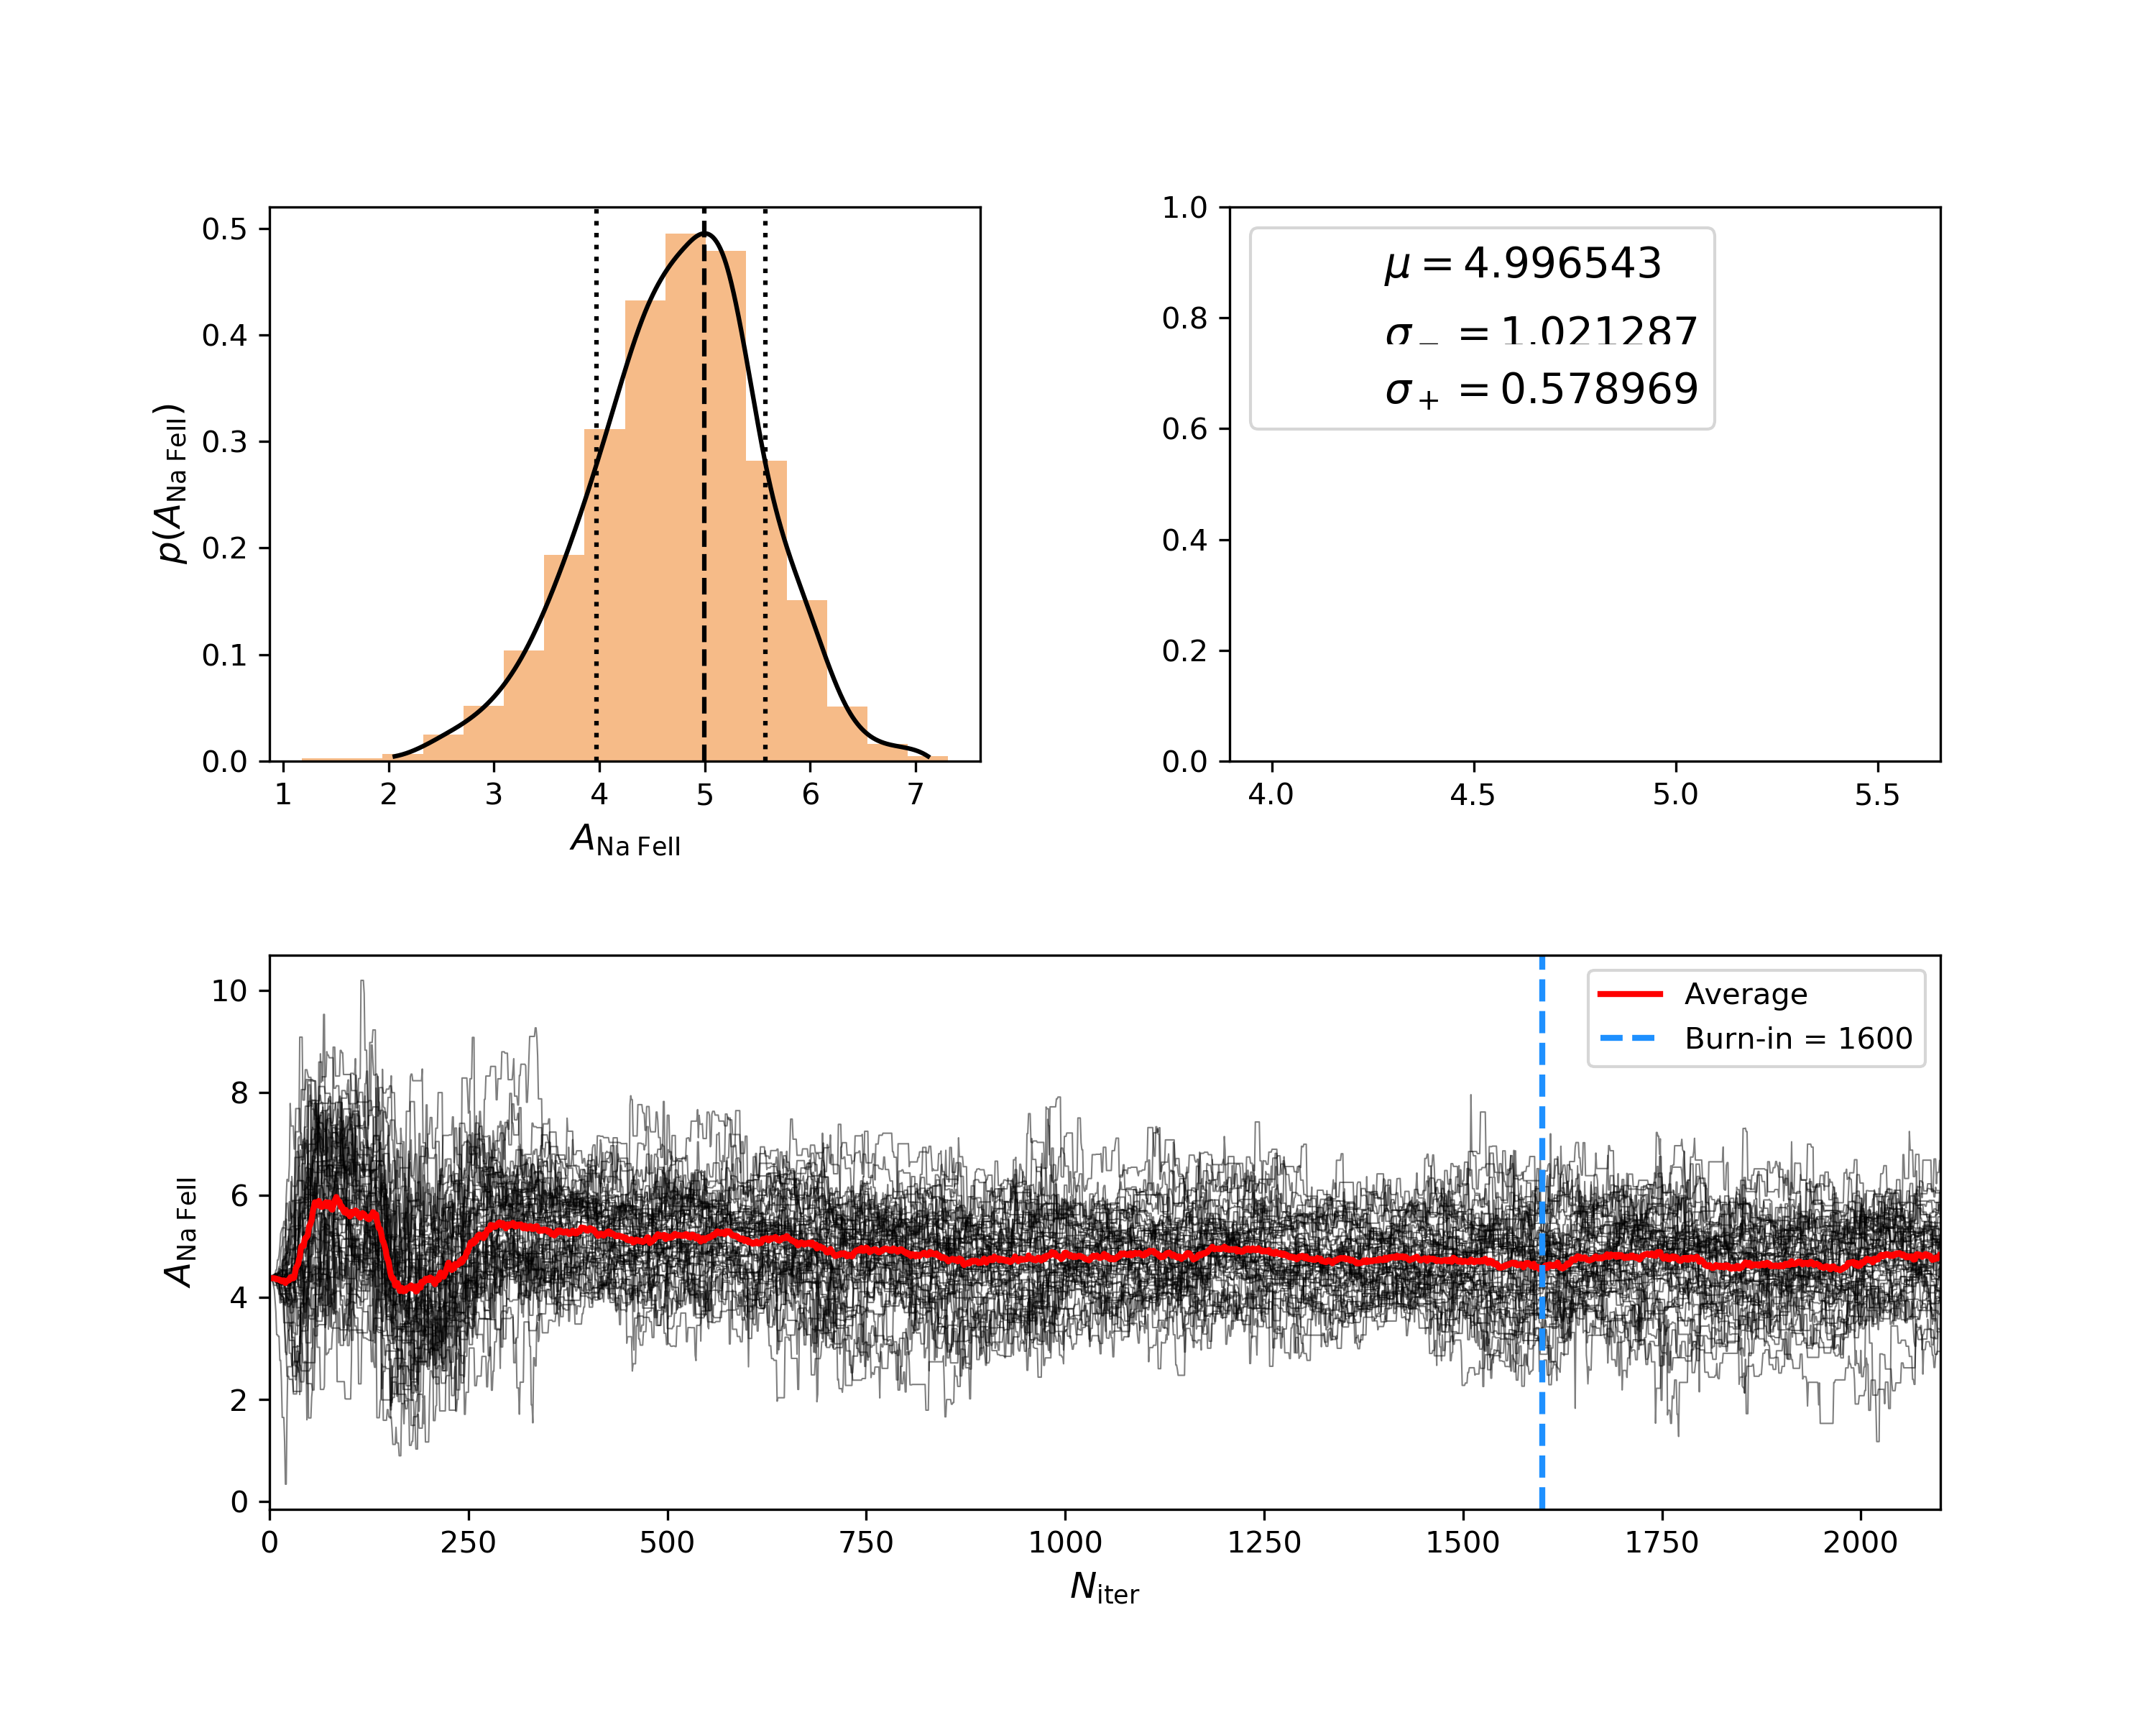 0.5
0.4
0.3
0.2
0.1
0.0
1 2 3 4 5 6 7
p(A_Na FeII)
A_Na FeII
1.0
0.8
0.6
0.4
0.2
0.0
4.0 4.5 5.0 5.5
μ = 4.996543
σ_− = 1.021287
σ_+ = 0.578969
10
8
6
4
2
0
A_Na FeII
Average
Burn-in = 1600
0 250 500 750 1000 1250 1500 1750 2000
N_iter